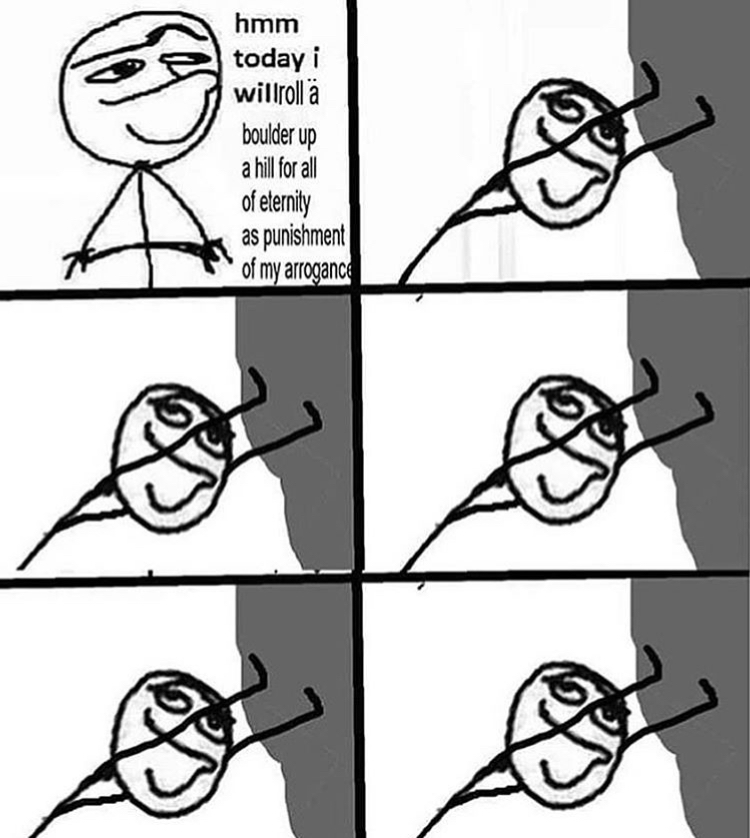 hmm
today i
willroll ä
boulder up
a hill for all
of eternity
as punishment
of my arrogance